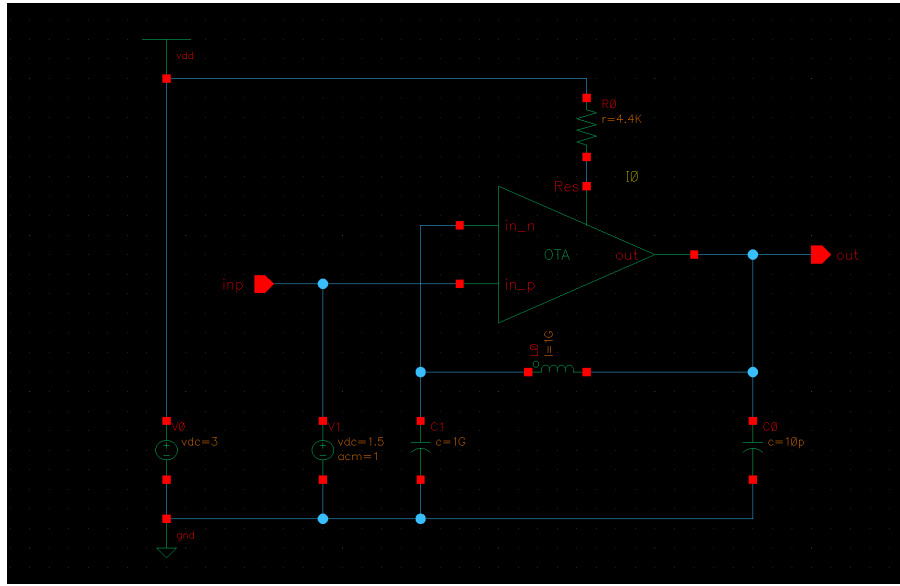 vdd
R0
r=4.4K
Res
I0
in_n
OTA
out
out
inp
in_p
L0
l=1G
V0
vdc=3
V1
vdc=1.5
acm=1
C1
c=1G
C0
c=10p
gnd